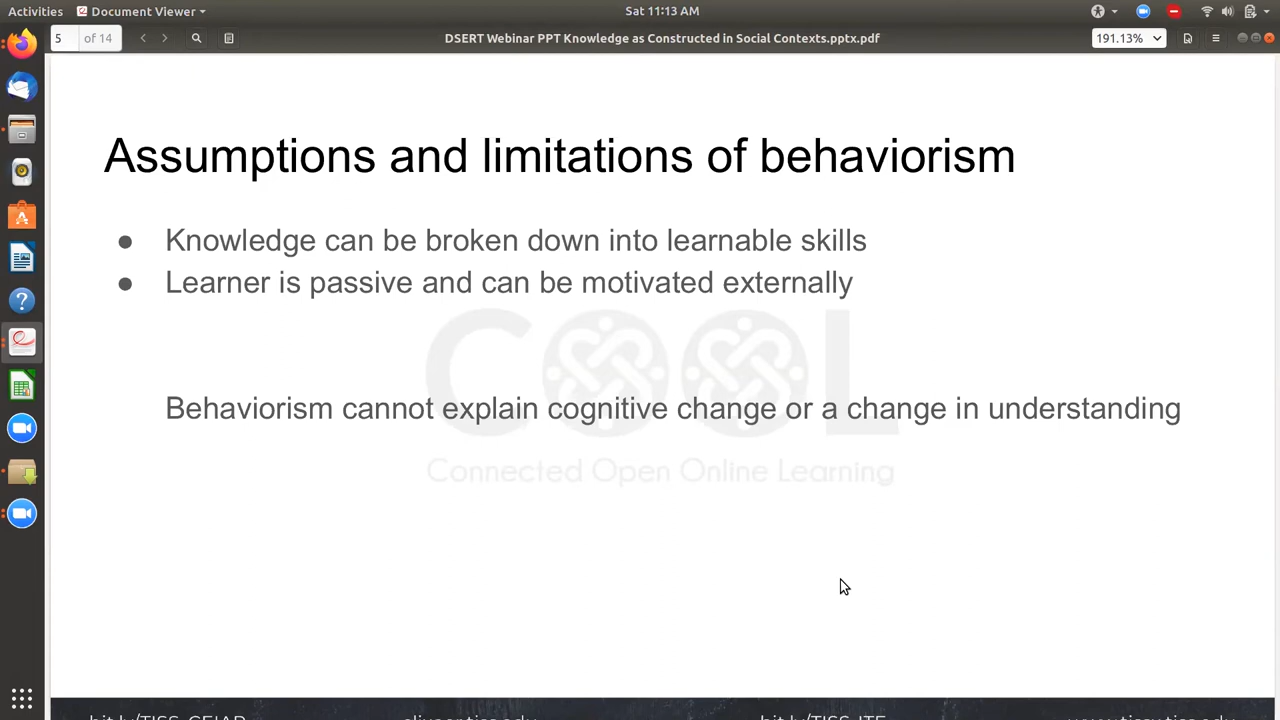 Activities Document Viewer Sat 11:13 AM
5 of 14 DSERT Webinar PPT Knowledge as Constructed in Social Contexts.pptx.pdf 191.13%
Assumptions and limitations of behaviorism
● Knowledge can be broken down into learnable skills
● Learner is passive and can be motivated externally
COOL
Behaviorism cannot explain cognitive change or a change in understanding
Connected Open Online Learning